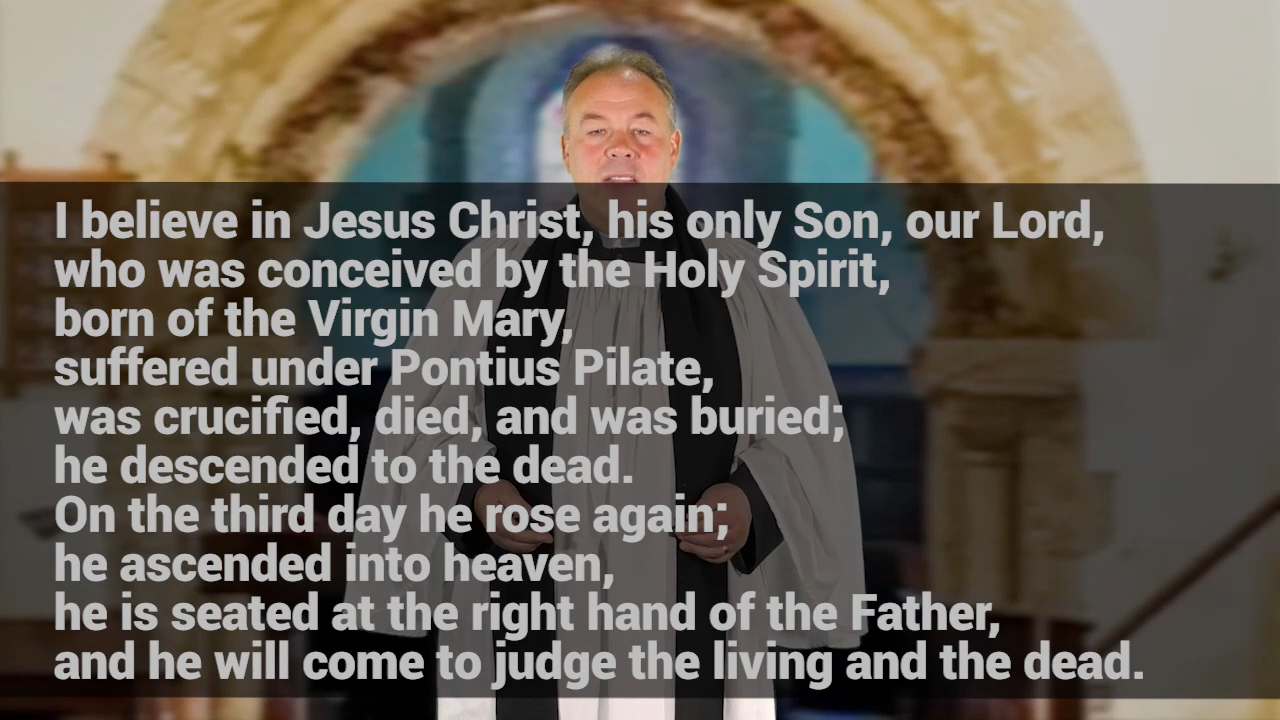 I believe in Jesus Christ, his only Son, our Lord,
who was conceived by the Holy Spirit,
born of the Virgin Mary,
suffered under Pontius Pilate,
was crucified, died, and was buried;
he descended to the dead.
On the third day he rose again;
he ascended into heaven,
he is seated at the right hand of the Father,
and he will come to judge the living and the dead.